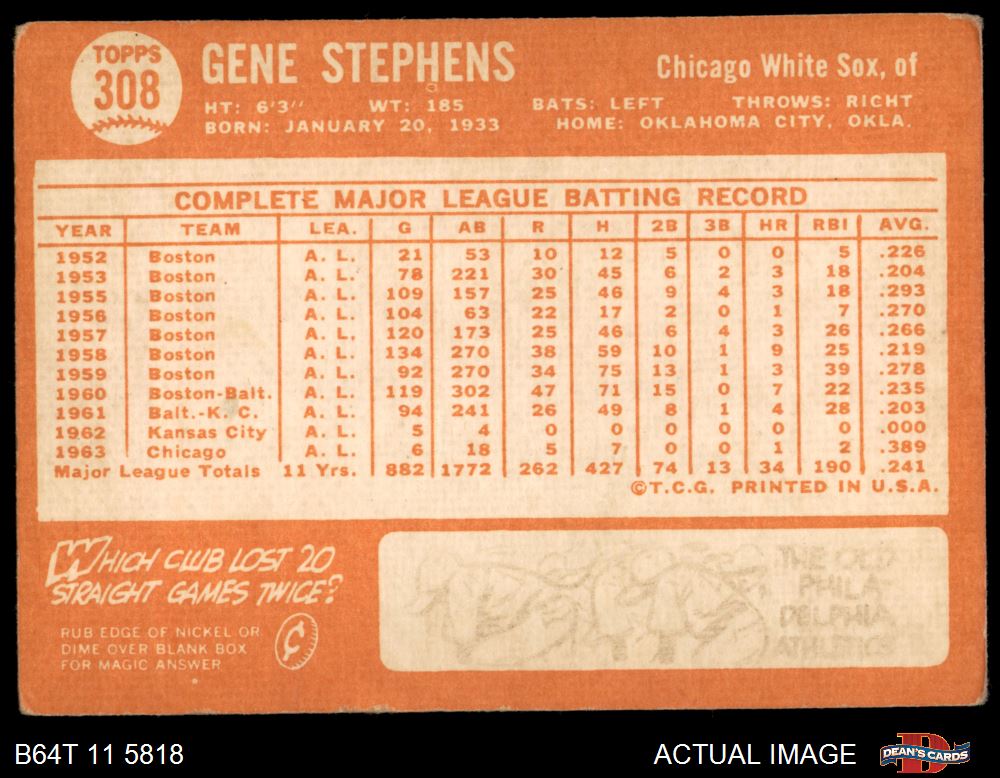 TOPPS
308
GENE STEPHENS
Chicago White Sox, of
HT: 6'3" WT: 185 BATS: LEFT THROWS: RIGHT
BORN: JANUARY 20, 1933 HOME: OKLAHOMA CITY, OKLA.
COMPLETE MAJOR LEAGUE BATTING RECORD
YEAR TEAM LEA. G AB R H 2B 3B HR RBI AVG.
1952 Boston A. L. 21 53 10 12 5 0 0 5 .226
1953 Boston A. L. 78 221 30 45 6 2 3 18 .204
1955 Boston A. L. 109 157 25 46 9 4 3 18 .293
1956 Boston A. L. 104 63 22 17 2 0 1 7 .270
1957 Boston A. L. 120 173 25 46 6 4 3 26 .266
1958 Boston A. L. 134 270 38 59 10 1 9 25 .219
1959 Boston A. L. 92 270 34 75 13 1 3 39 .278
1960 Boston-Balt. A. L. 119 302 47 71 15 0 7 22 .235
1961 Balt.-K. C. A. L. 94 241 26 49 8 1 4 28 .203
1962 Kansas City A. L. 5 4 0 0 0 0 0 0 .000
1963 Chicago A. L. 6 18 5 7 0 0 1 2 .389
Major League Totals 11 Yrs. 882 1772 262 427 74 13 34 190 .241
©T.C.G. PRINTED IN U.S.A.
WHICH CLUB LOST 20
STRAIGHT GAMES TWICE?
RUB EDGE OF NICKEL OR
DIME OVER BLANK BOX
FOR MAGIC ANSWER
¢
THE OLD
PHILA-
DELPHIA
ATHLETICS
B64T 11 5818
ACTUAL IMAGE
DEAN'S CARDS